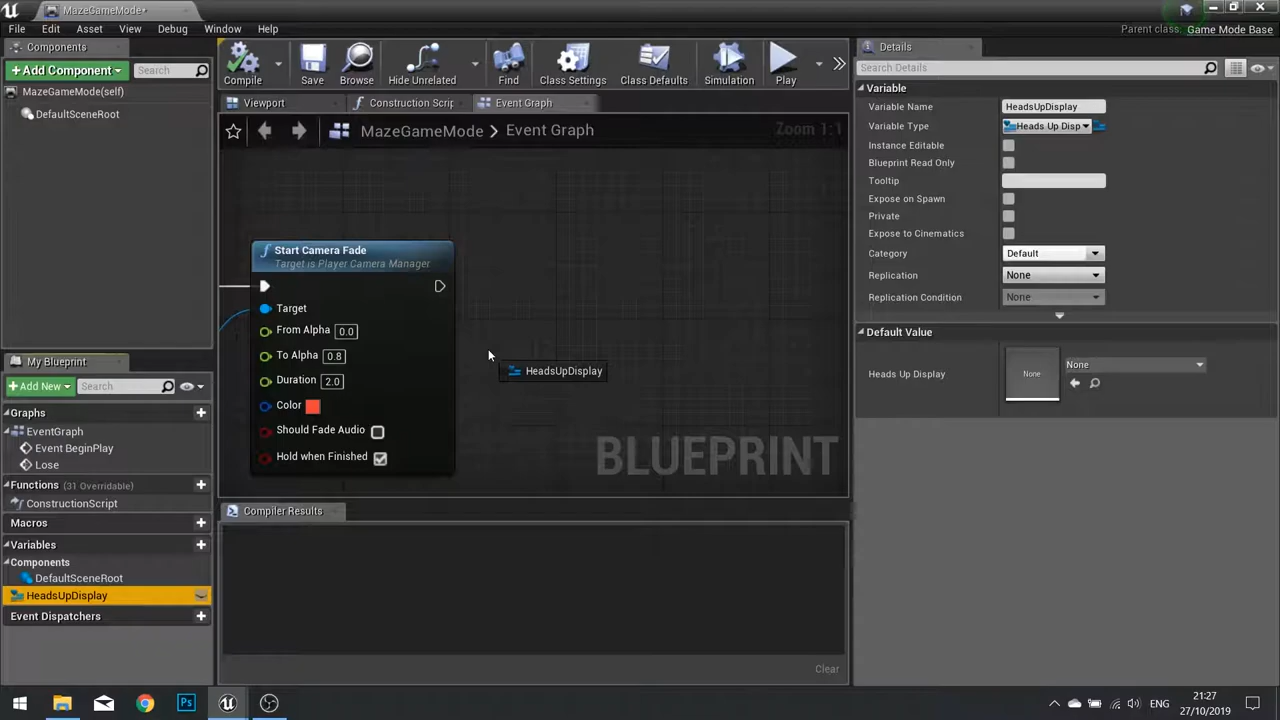 MazeGameMode*
File Edit Asset View Debug Window Help
Parent class: Game Mode Base
Components
+Add Component
Search
MazeGameMode(self)
DefaultSceneRoot
Compile
Save
Browse
Hide Unrelated
Find
Class Settings
Class Defaults
Simulation
Play
Viewport
Construction Scrip
Event Graph
MazeGameMode > Event Graph
Zoom 1:1
Start Camera Fade
Target is Player Camera Manager
Target
From Alpha 0.0
To Alpha 0.8
Duration 2.0
Color
Should Fade Audio
Hold when Finished
HeadsUpDisplay
BLUEPRINT
Compiler Results
Clear
My Blueprint
+Add New
Search
Graphs
EventGraph
Event BeginPlay
Lose
Functions (31 Overridable)
ConstructionScript
Macros
Variables
Components
DefaultSceneRoot
HeadsUpDisplay
Event Dispatchers
Details
Search Details
Variable
Variable Name HeadsUpDisplay
Variable Type Heads Up Disp
Instance Editable
Blueprint Read Only
Tooltip
Expose on Spawn
Private
Expose to Cinematics
Category Default
Replication None
Replication Condition None
Default Value
Heads Up Display None None
Ps
ENG
21:27
27/10/2019